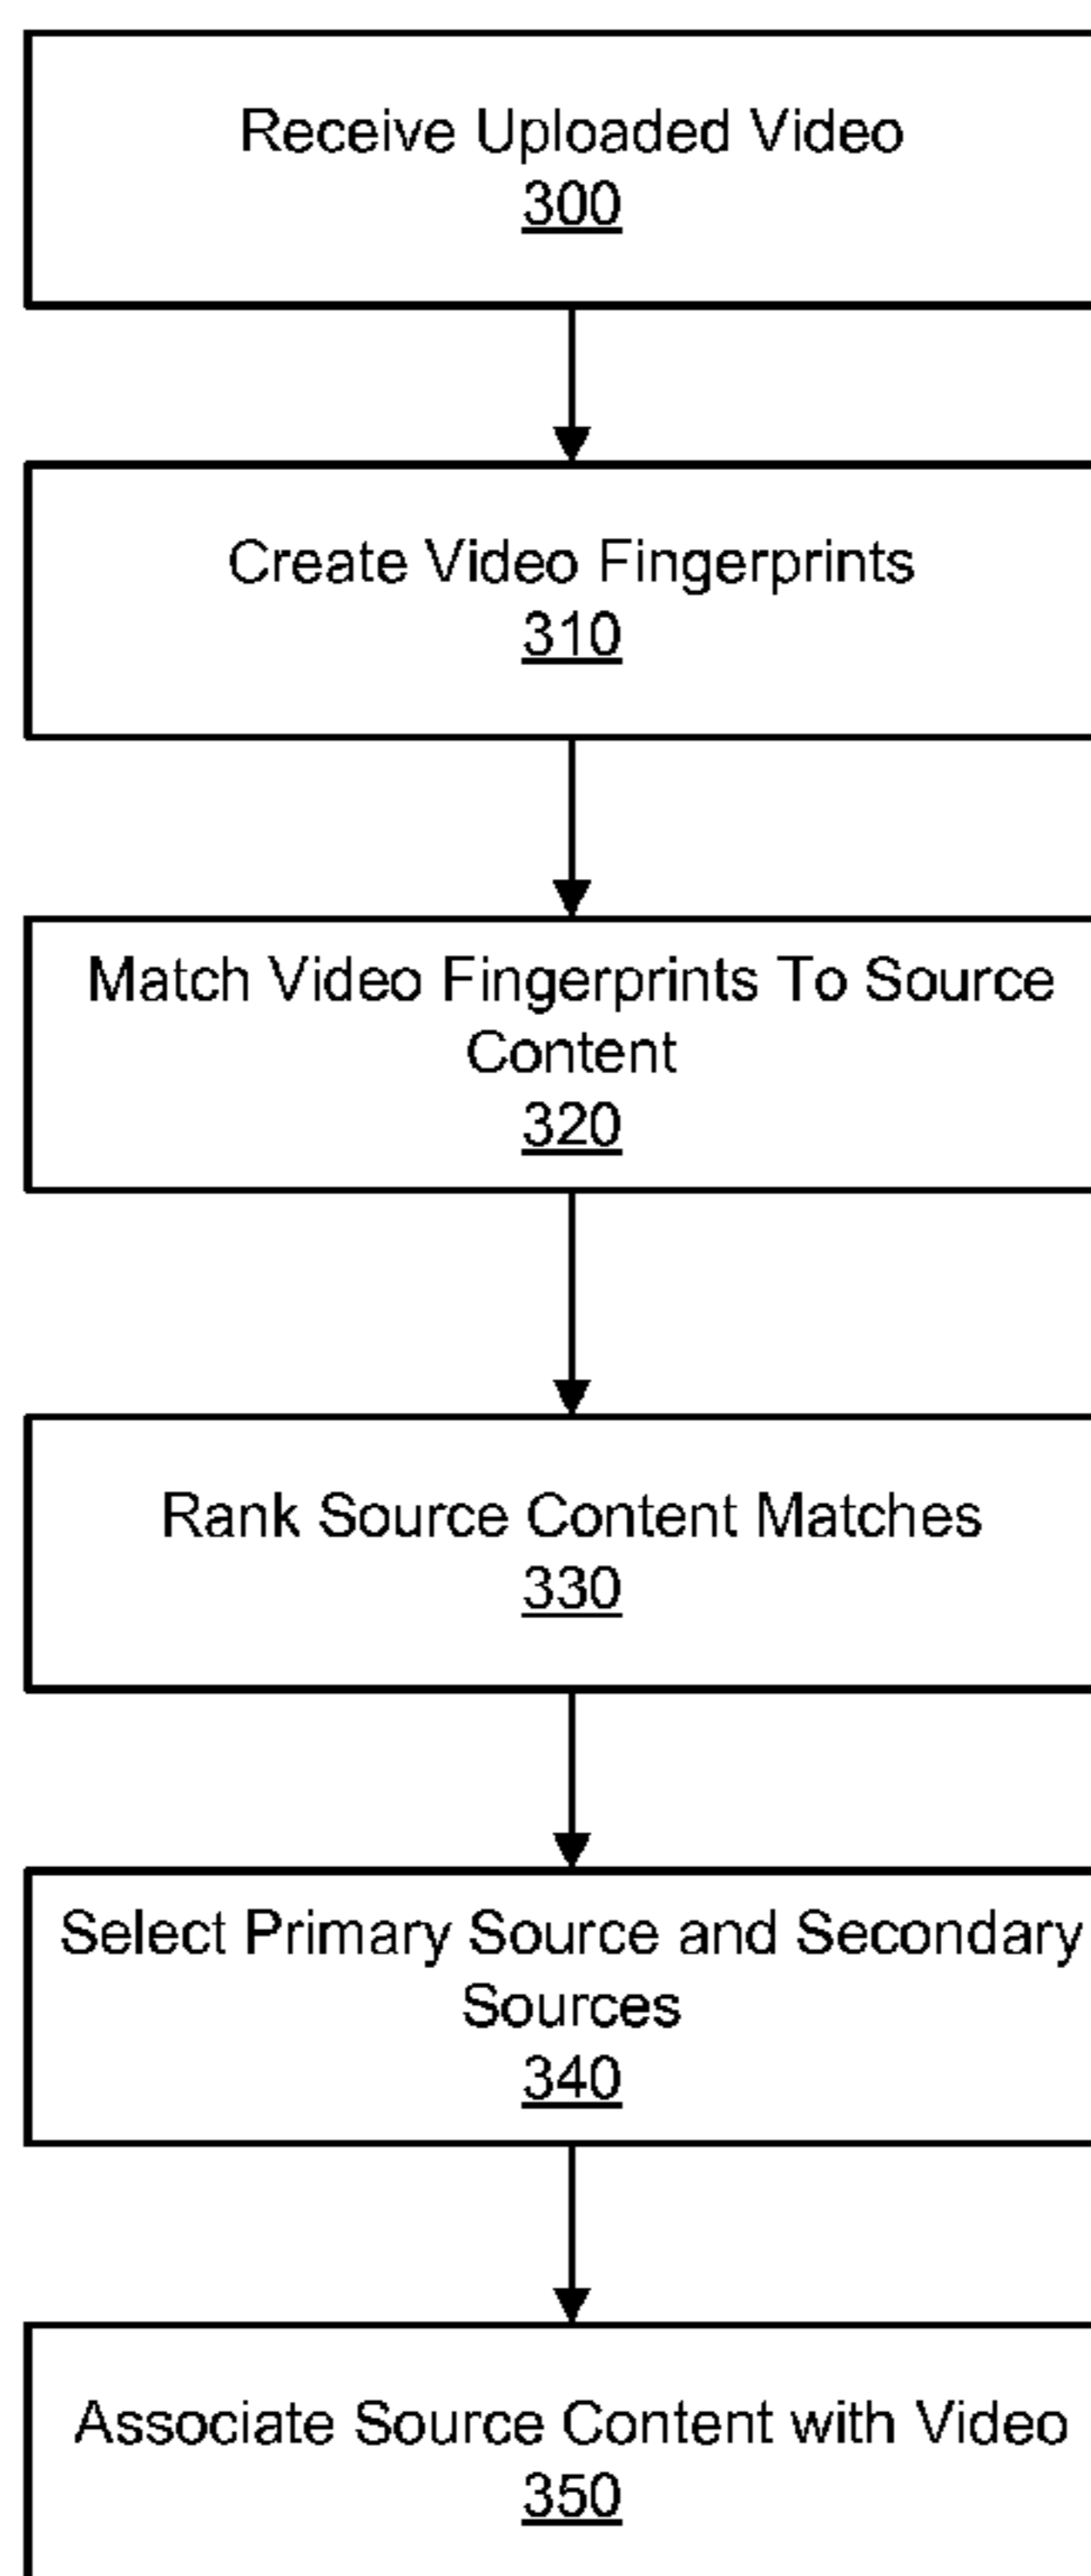 Receive Uploaded Video
300
Create Video Fingerprints
310
Match Video Fingerprints To Source
Content
320
Rank Source Content Matches
330
Select Primary Source and Secondary
Sources
340
Associate Source Content with Video
350